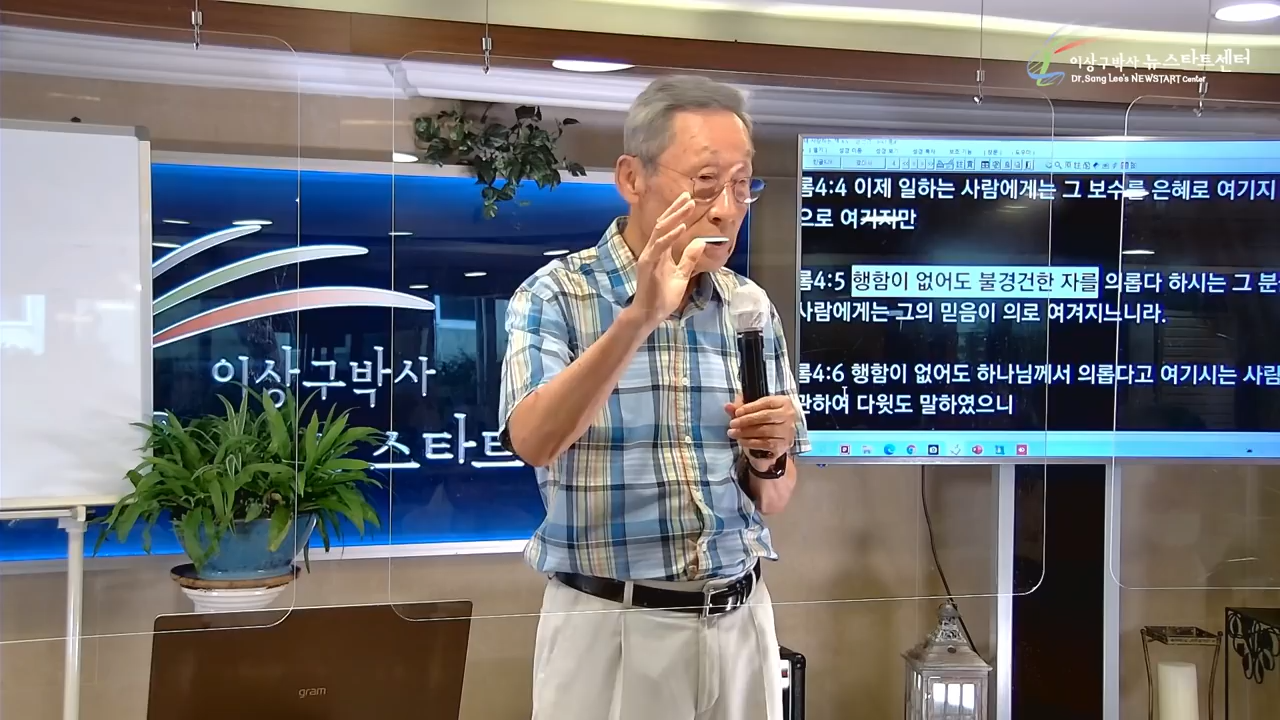 이상구박사 뉴스타트센터
Dr. Sang Lee's NEWSTART Center
이상구박사
스타트
롬4:4 이제 일하는 사람에게는 그 보수를 은혜로 여기지
으로 여기지만
롬4:5 행함이 없어도 불경건한 자를 의롭다 하시는 그 분
사람에게는 그의 믿음이 의로 여겨지느니라.
롬4:6 행함이 없어도 하나님께서 의롭다고 여기시는 사람
관하여 다윗도 말하였으니
gram